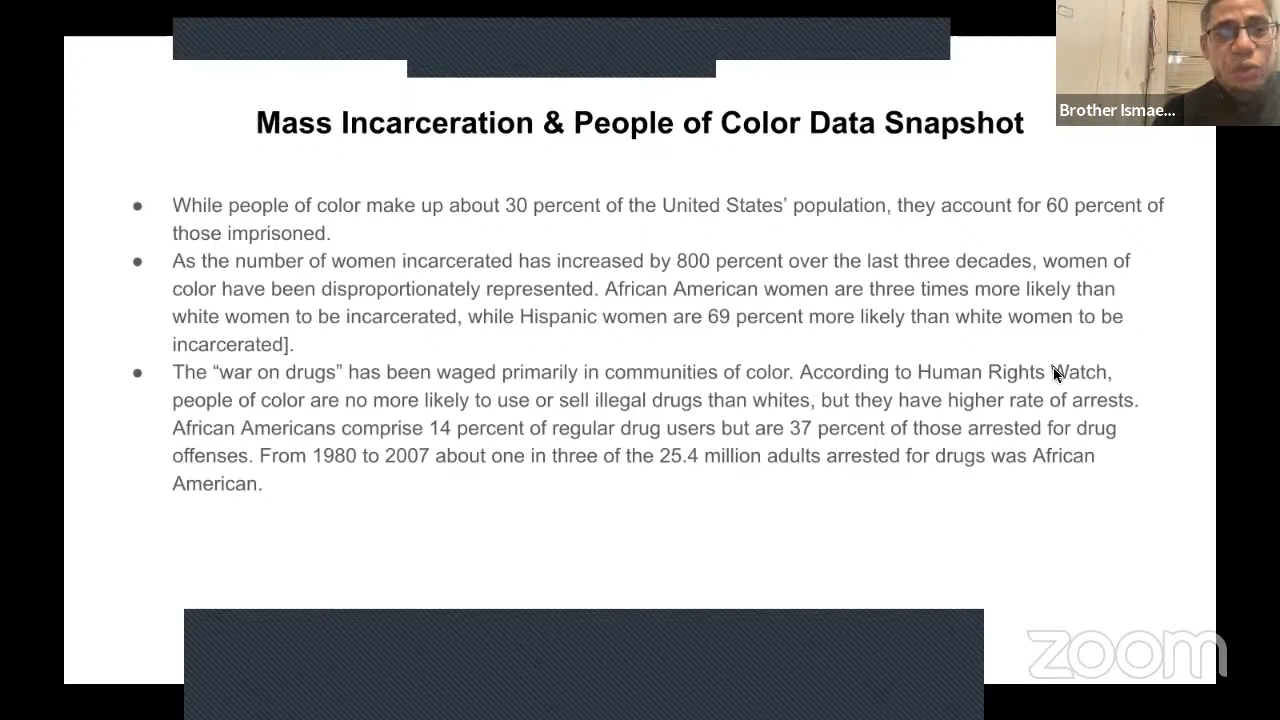 Brother Ismae...
Mass Incarceration & People of Color Data Snapshot
● While people of color make up about 30 percent of the United States’ population, they account for 60 percent of
those imprisoned.
● As the number of women incarcerated has increased by 800 percent over the last three decades, women of
color have been disproportionately represented. African American women are three times more likely than
white women to be incarcerated, while Hispanic women are 69 percent more likely than white women to be
incarcerated].
● The “war on drugs” has been waged primarily in communities of color. According to Human Rights Watch,
people of color are no more likely to use or sell illegal drugs than whites, but they have higher rate of arrests.
African Americans comprise 14 percent of regular drug users but are 37 percent of those arrested for drug
offenses. From 1980 to 2007 about one in three of the 25.4 million adults arrested for drugs was African
American.
zoom